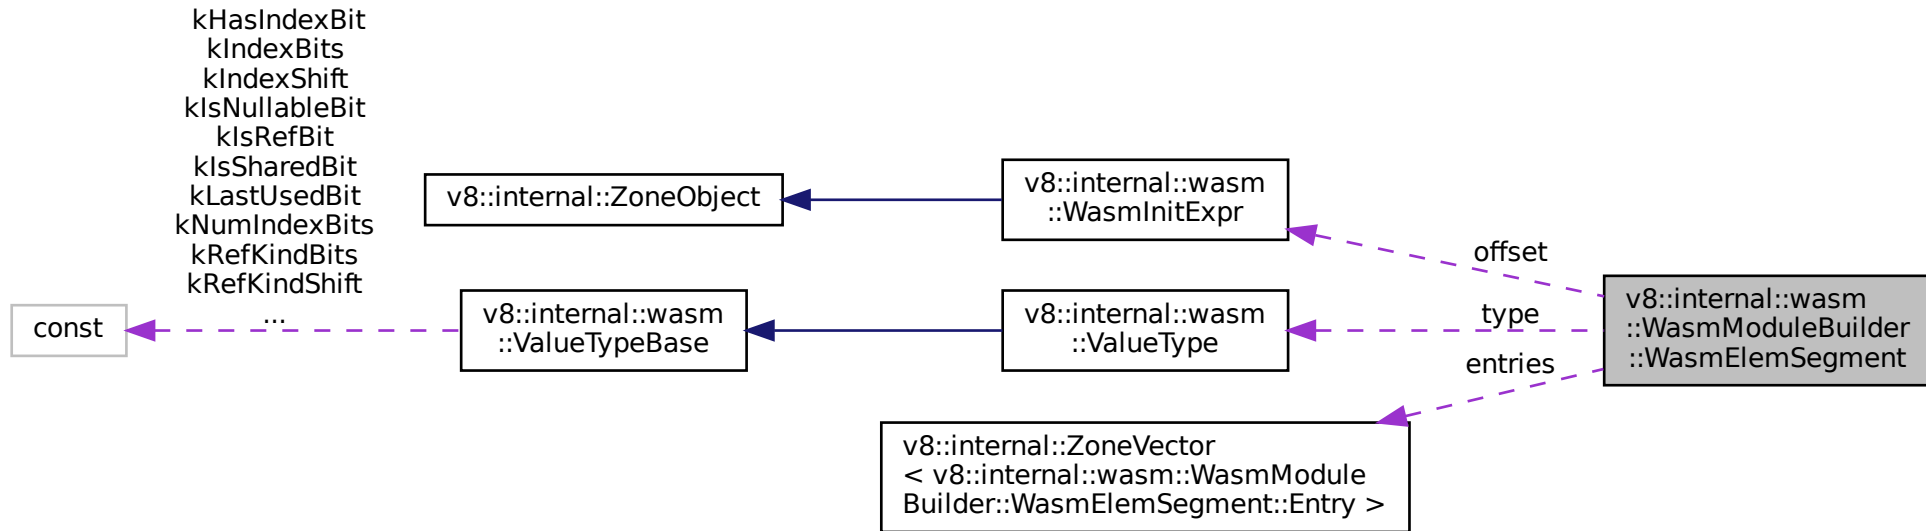 kHasIndexBit
kIndexBits
kIndexShift
kIsNullableBit
kIsRefBit
kIsSharedBit
kLastUsedBit
kNumIndexBits
kRefKindBits
kRefKindShift
...
const
v8::internal::ZoneObject
v8::internal::wasm
::ValueTypeBase
v8::internal::wasm
::WasmInitExpr
v8::internal::wasm
::ValueType
v8::internal::ZoneVector
< v8::internal::wasm::WasmModule
Builder::WasmElemSegment::Entry >
offset
type
entries
v8::internal::wasm
::WasmModuleBuilder
::WasmElemSegment